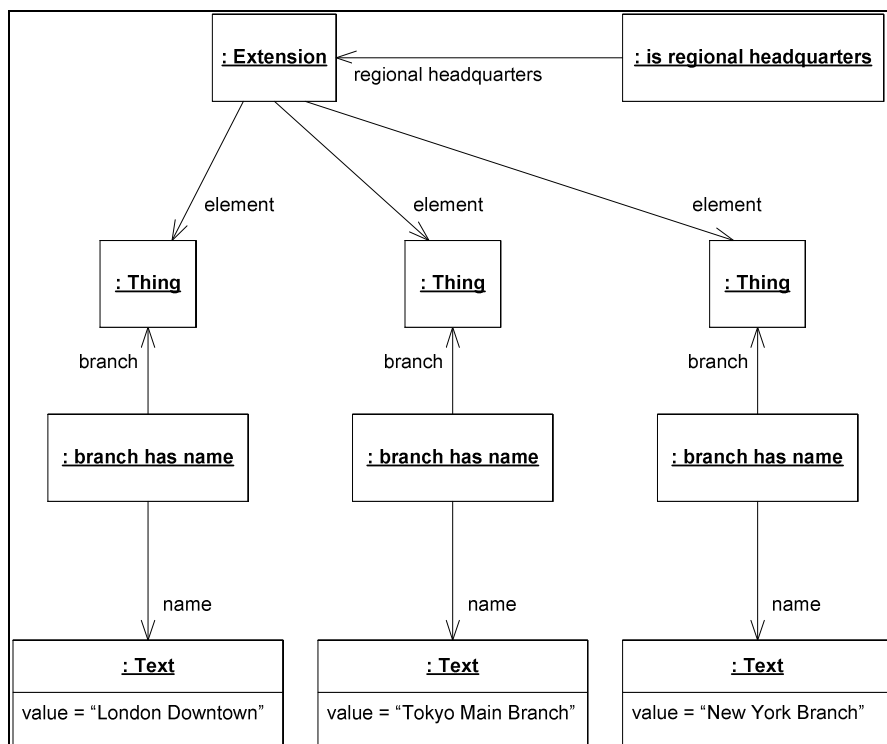 : Extension
: is regional headquarters
regional headquarters
element
element
element
: Thing
: Thing
: Thing
branch
branch
branch
: branch has name
: branch has name
: branch has name
name
name
name
: Text
: Text
: Text
value = “London Downtown”
value = “Tokyo Main Branch”
value = “New York Branch”